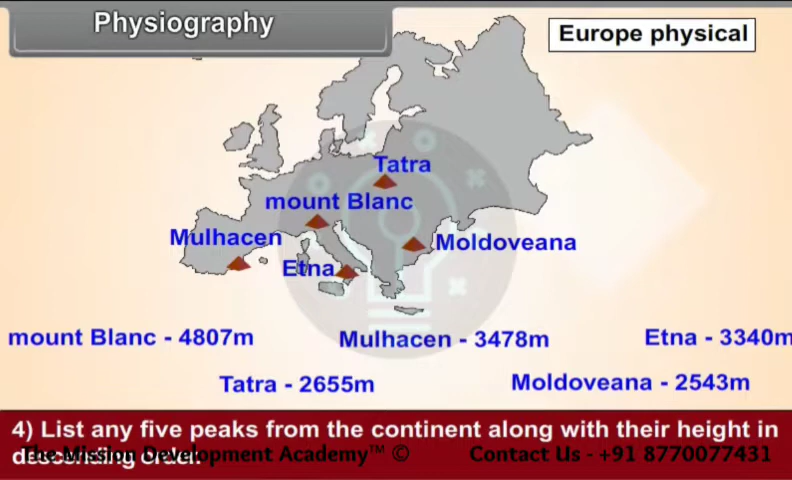 Physiography
Europe physical
Tatra
mount Blanc
Mulhacen
Moldoveana
Etna
mount Blanc - 4807m
Mulhacen - 3478m
Etna - 3340m
Tatra - 2655m
Moldoveana - 2543m
4) List any five peaks from the continent along with their height in
descending order.
The Mission Development Academy™ ©
Contact Us - +91 8770077431